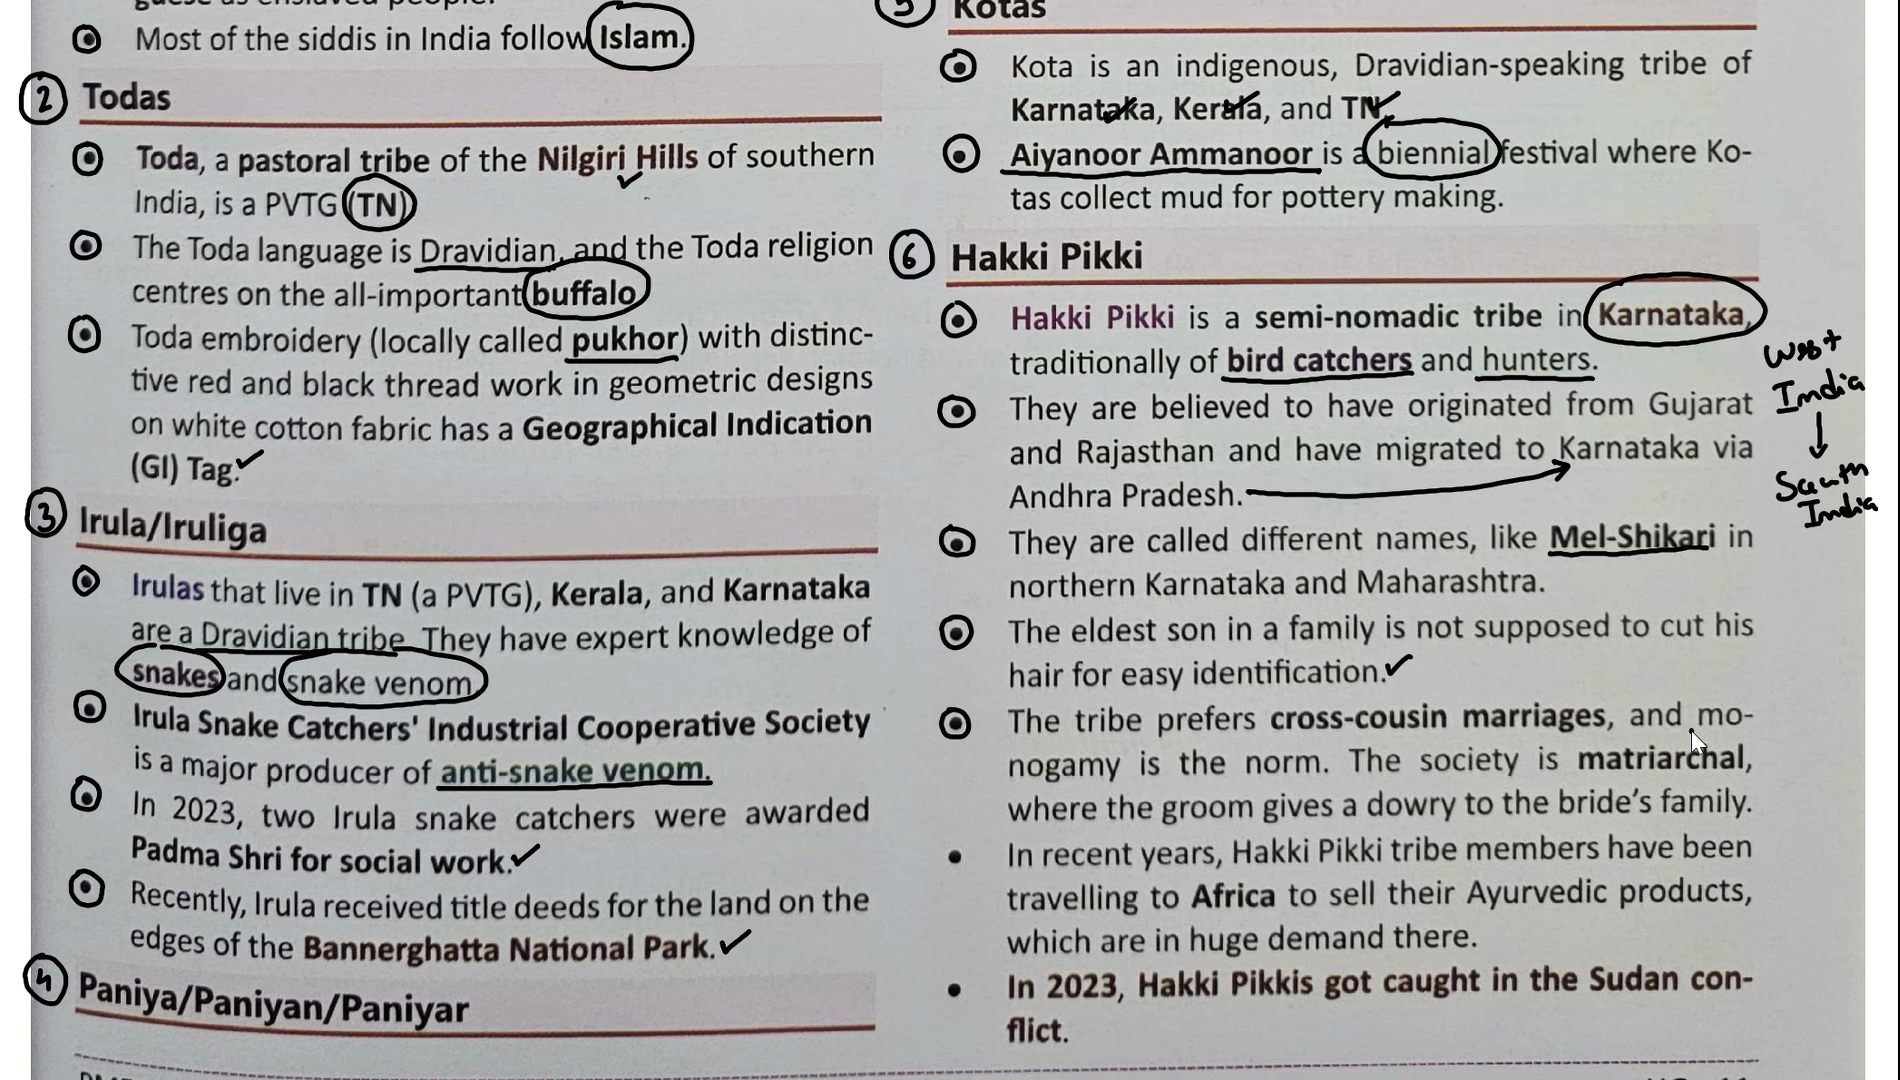 guese as enslaved people.
Most of the siddis in India follow Islam.
2 Todas
Toda, a pastoral tribe of the Nilgiri Hills of southern
India, is a PVTG (TN)
The Toda language is Dravidian, and the Toda religion
centres on the all-important buffalo
Toda embroidery (locally called pukhor) with distinc-
tive red and black thread work in geometric designs
on white cotton fabric has a Geographical Indication
(GI) Tag.
3 Irula/Iruliga
Irulas that live in TN (a PVTG), Kerala, and Karnataka
are a Dravidian tribe. They have expert knowledge of
snakes and snake venom
Irula Snake Catchers' Industrial Cooperative Society
is a major producer of anti-snake venom.
In 2023, two Irula snake catchers were awarded
Padma Shri for social work.
Recently, Irula received title deeds for the land on the
edges of the Bannerghatta National Park.
4 Paniya/Paniyan/Paniyar
5 Kotas
Kota is an indigenous, Dravidian-speaking tribe of
Karnataka, Kerala, and TN.
Aiyanoor Ammanoor is a biennial festival where Ko-
tas collect mud for pottery making.
6 Hakki Pikki
Hakki Pikki is a semi-nomadic tribe in Karnataka,
traditionally of bird catchers and hunters.
They are believed to have originated from Gujarat
and Rajasthan and have migrated to Karnataka via
Andhra Pradesh.
They are called different names, like Mel-Shikari in
northern Karnataka and Maharashtra.
The eldest son in a family is not supposed to cut his
hair for easy identification.
The tribe prefers cross-cousin marriages, and mo-
nogamy is the norm. The society is matriarchal,
where the groom gives a dowry to the bride's family.
In recent years, Hakki Pikki tribe members have been
travelling to Africa to sell their Ayurvedic products,
which are in huge demand there.
In 2023, Hakki Pikkis got caught in the Sudan con-
flict.
West
India
South
India